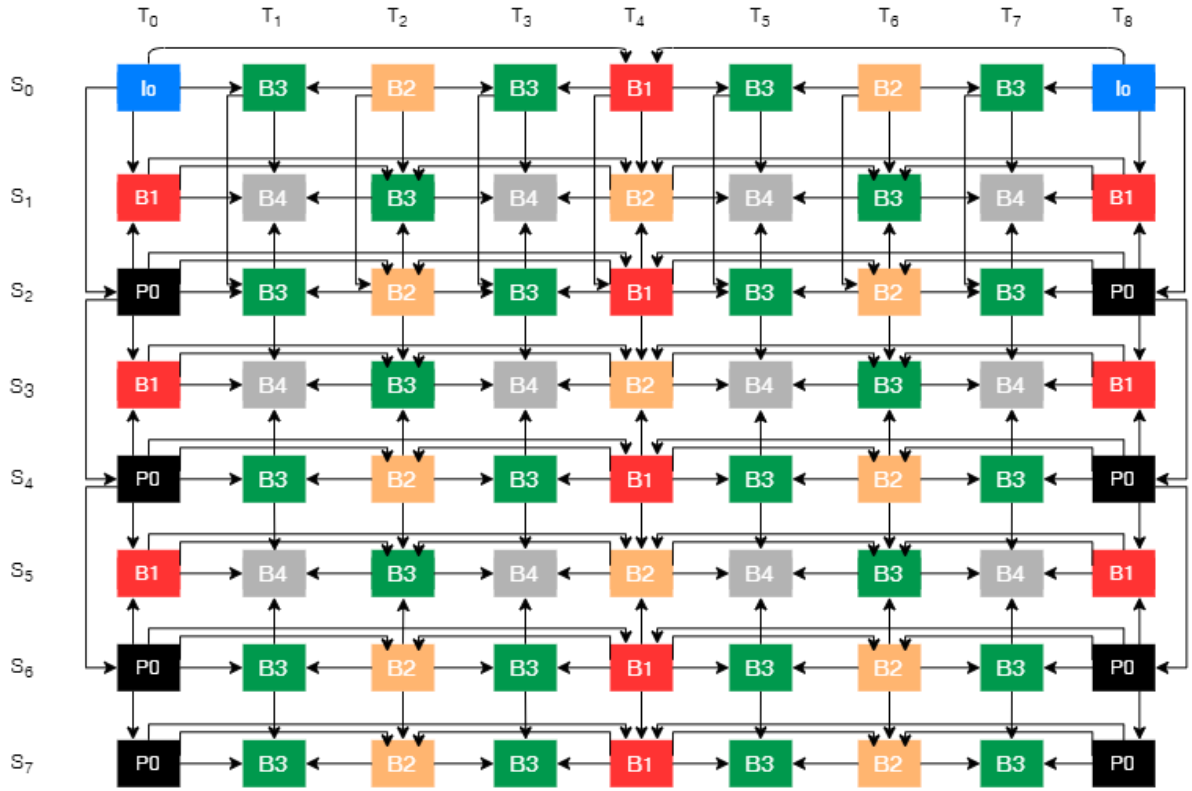 T0 T1 T2 T3 T4 T5 T6 T7 T8
S0 I0 B3 B2 B3 B1 B3 B2 B3 I0
S1 B1 B4 B3 B4 B2 B4 B3 B4 B1
S2 P0 B3 B2 B3 B1 B3 B2 B3 P0
S3 B1 B4 B3 B4 B2 B4 B3 B4 B1
S4 P0 B3 B2 B3 B1 B3 B2 B3 P0
S5 B1 B4 B3 B4 B2 B4 B3 B4 B1
S6 P0 B3 B2 B3 B1 B3 B2 B3 P0
S7 P0 B3 B2 B3 B1 B3 B2 B3 P0